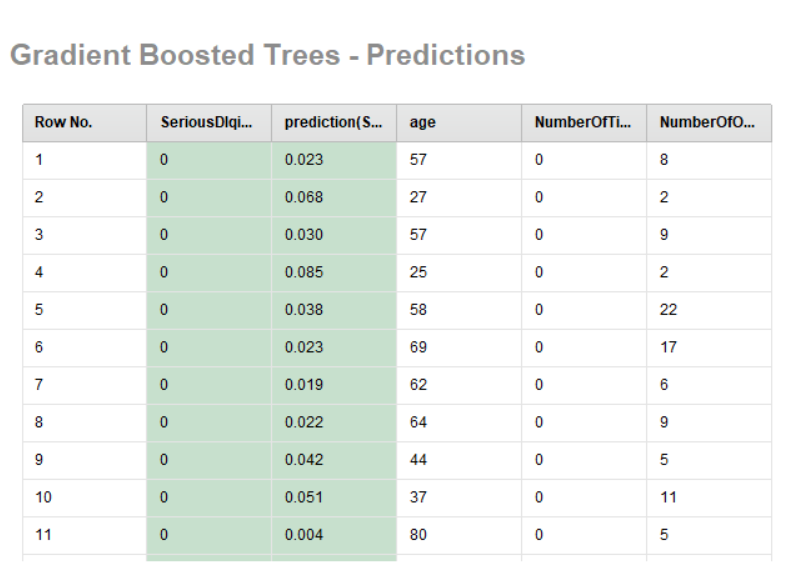 Gradient Boosted Trees - Predictions
Row No. SeriousDlqi... prediction(S... age NumberOfTi... NumberOfO...
1 0 0.023 57 0 8
2 0 0.068 27 0 2
3 0 0.030 57 0 9
4 0 0.085 25 0 2
5 0 0.038 58 0 22
6 0 0.023 69 0 17
7 0 0.019 62 0 6
8 0 0.022 64 0 9
9 0 0.042 44 0 5
10 0 0.051 37 0 11
11 0 0.004 80 0 5